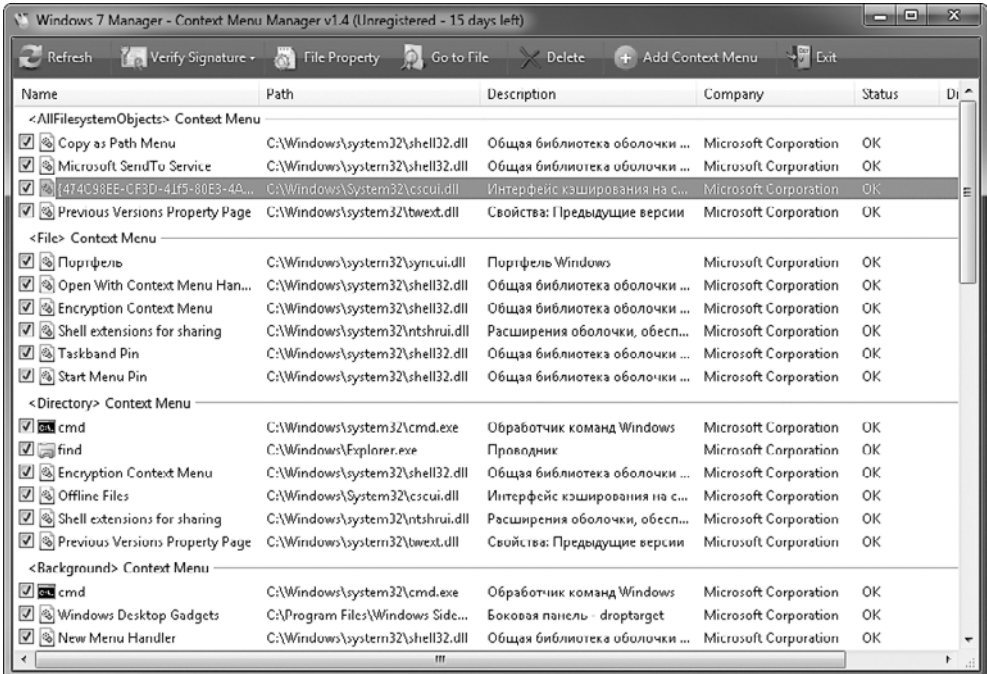 Windows 7 Manager - Context Menu Manager v1.4 (Unregistered - 15 days left)
Refresh Verify Signature File Property Go to File Delete Add Context Menu Exit
Name Path Description Company Status
<AllFilesystemObjects> Context Menu
Copy as Path Menu C:\Windows\system32\shell32.dll Общая библиотека оболочки ... Microsoft Corporation OK
Microsoft SendTo Service C:\Windows\system32\shell32.dll Общая библиотека оболочки ... Microsoft Corporation OK
{474C98EE-CF3D-41f5-80E3-4A... C:\Windows\System32\cscui.dll Интерфейс кэширования на с... Microsoft Corporation OK
Previous Versions Property Page C:\Windows\system32\twext.dll Свойства: Предыдущие версии Microsoft Corporation OK
<File> Context Menu
Портфель C:\Windows\system32\syncui.dll Портфель Windows Microsoft Corporation OK
Open With Context Menu Han... C:\Windows\system32\shell32.dll Общая библиотека оболочки ... Microsoft Corporation OK
Encryption Context Menu C:\Windows\system32\shell32.dll Общая библиотека оболочки ... Microsoft Corporation OK
Shell extensions for sharing C:\Windows\system32\ntshrui.dll Расширения оболочки, обесп... Microsoft Corporation OK
Taskband Pin C:\Windows\system32\shell32.dll Общая библиотека оболочки ... Microsoft Corporation OK
Start Menu Pin C:\Windows\system32\shell32.dll Общая библиотека оболочки ... Microsoft Corporation OK
<Directory> Context Menu
cmd C:\Windows\system32\cmd.exe Обработчик команд Windows Microsoft Corporation OK
find C:\Windows\Explorer.exe Проводник Microsoft Corporation OK
Encryption Context Menu C:\Windows\system32\shell32.dll Общая библиотека оболочки ... Microsoft Corporation OK
Offline Files C:\Windows\System32\cscui.dll Интерфейс кэширования на с... Microsoft Corporation OK
Shell extensions for sharing C:\Windows\system32\ntshrui.dll Расширения оболочки, обесп... Microsoft Corporation OK
Previous Versions Property Page C:\Windows\system32\twext.dll Свойства: Предыдущие версии Microsoft Corporation OK
<Background> Context Menu
cmd C:\Windows\system32\cmd.exe Обработчик команд Windows Microsoft Corporation OK
Windows Desktop Gadgets C:\Program Files\Windows Side... Боковая панель - droptarget Microsoft Corporation OK
New Menu Handler C:\Windows\system32\shell32.dll Общая библиотека оболочки ... Microsoft Corporation OK